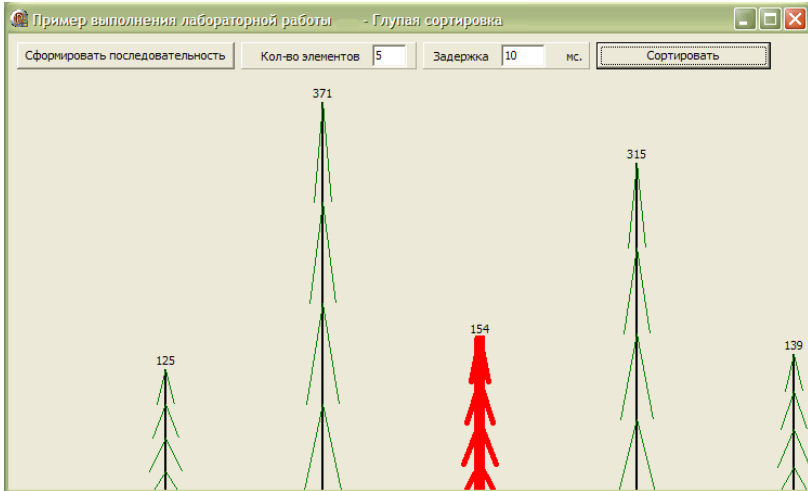 Пример выполнения лабораторной работы - Глупая сортировка
Сформировать последовательность Кол-во элементов 5 Задержка 10 мс. Сортировать
371
315
154
139
125